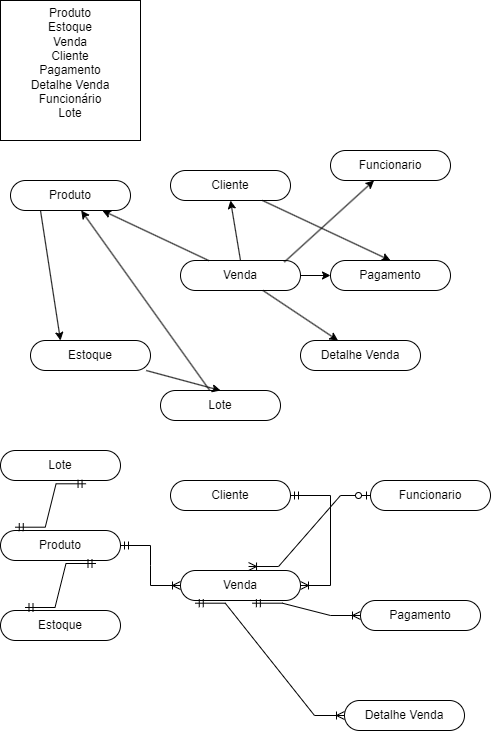 Produto
Estoque
Venda
Cliente
Pagamento
Detalhe Venda
Funcionário
Lote
Funcionario
Cliente
Produto
Venda
Pagamento
Estoque
Detalhe Venda
Lote
Lote
Cliente
Funcionario
Produto
Venda
Pagamento
Estoque
Detalhe Venda